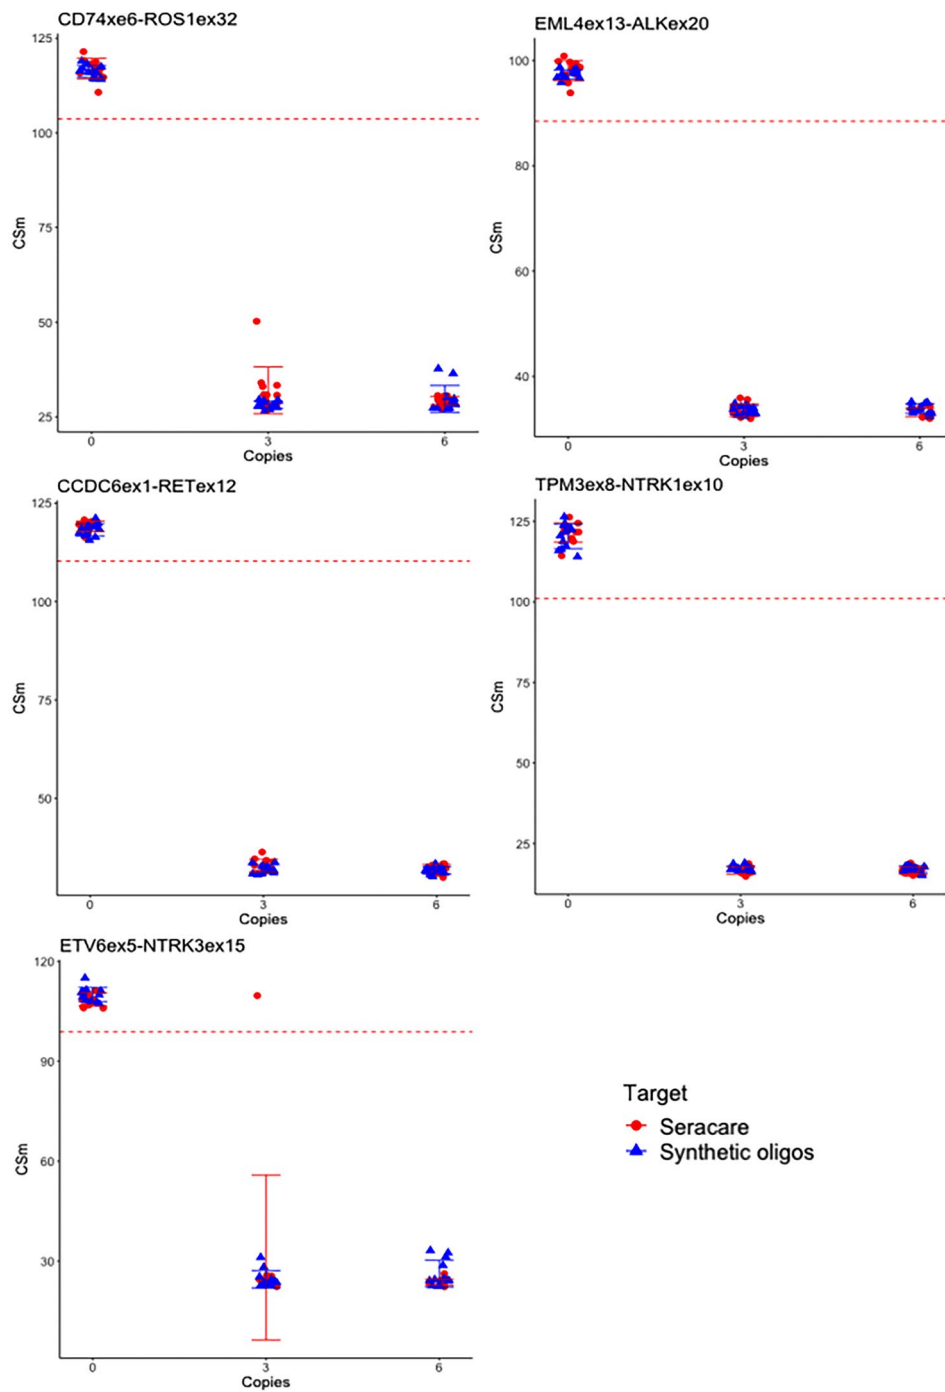 CD74xe6-ROS1ex32
125
100
75
50
25
CSm
0 3 6
Copies
EML4ex13-ALKex20
100
80
60
40
CSm
0 3 6
Copies
CCDC6ex1-RETex12
125
100
75
50
CSm
0 3 6
Copies
TPM3ex8-NTRK1ex10
125
100
75
50
25
CSm
0 3 6
Copies
ETV6ex5-NTRK3ex15
120
90
60
30
CSm
0 3 6
Copies
Target
Seracare
Synthetic oligos